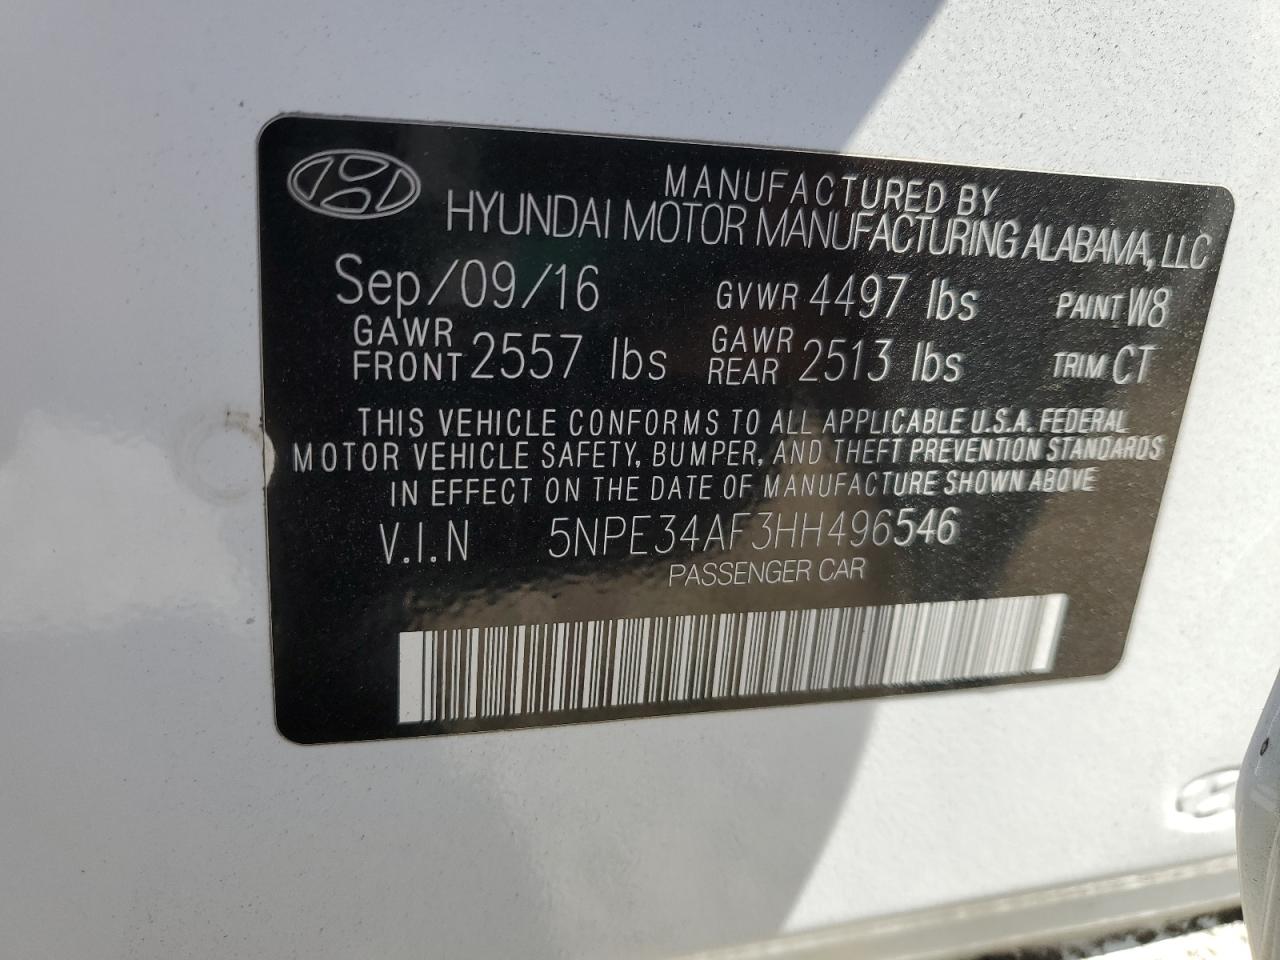 MANUFACTURED BY
HYUNDAI MOTOR MANUFACTURING ALABAMA, LLC
Sep/09/16 GVWR 4497 lbs PAINT W8
GAWR FRONT 2557 lbs GAWR REAR 2513 lbs TRIM CT
THIS VEHICLE CONFORMS TO ALL APPLICABLE U.S.A. FEDERAL
MOTOR VEHICLE SAFETY, BUMPER, AND THEFT PREVENTION STANDARDS
IN EFFECT ON THE DATE OF MANUFACTURE SHOWN ABOVE
V.I.N 5NPE34AF3HH496546
PASSENGER CAR